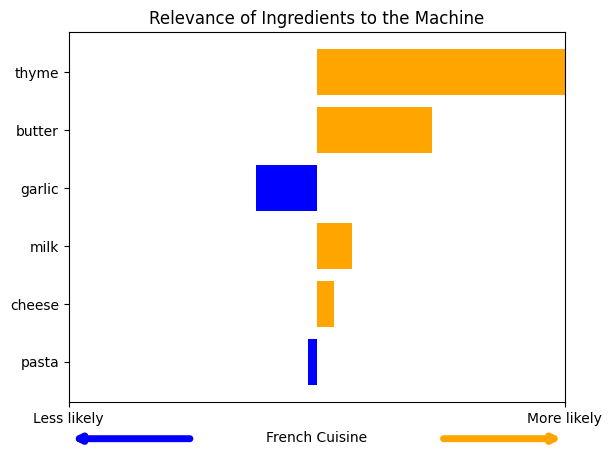 Relevance of Ingredients to the Machine
thyme
butter
garlic
milk
cheese
pasta
Less likely
More likely
French Cuisine